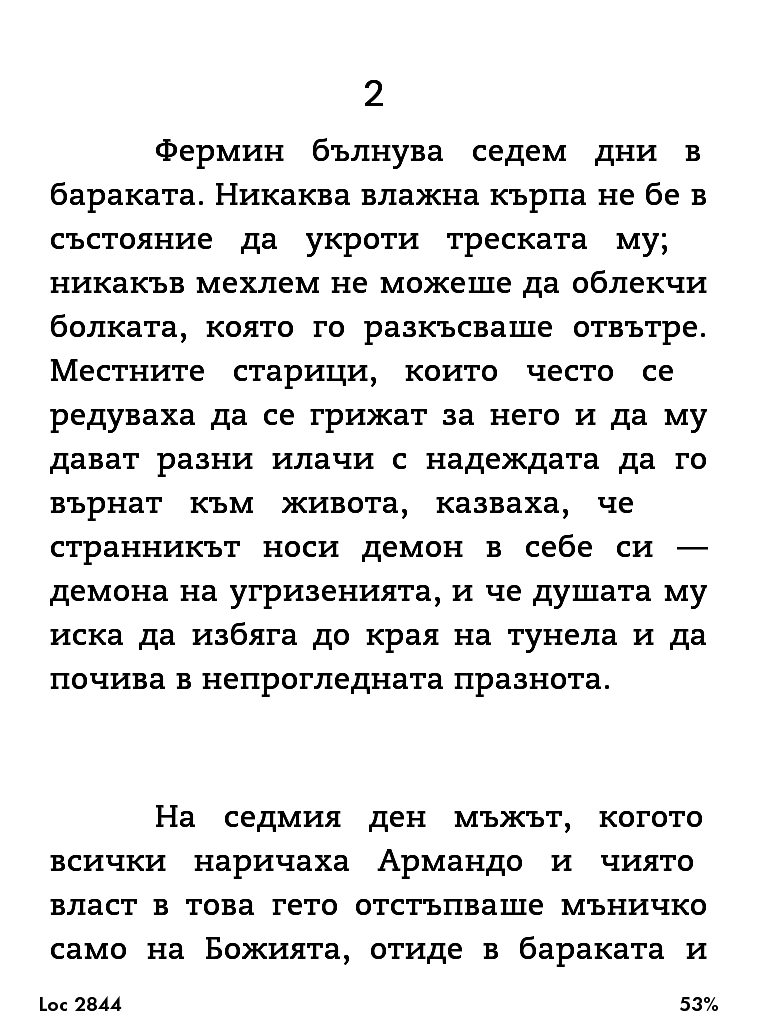 2
Фермин бълнува седем дни в
бараката. Никаква влажна кърпа не бе в
състояние да укроти треската му;
никакъв мехлем не можеше да облекчи
болката, която го разкъсваше отвътре.
Местните старици, които често се
редуваха да се грижат за него и да му
дават разни илачи с надеждата да го
върнат към живота, казваха, че
странникът носи демон в себе си —
демона на угризенията, и че душата му
иска да избяга до края на тунела и да
почива в непрогледната празнота.
На седмия ден мъжът, когото
всички наричаха Армандо и чиято
власт в това гето отстъпваше мъничко
само на Божията, отиде в бараката и
Loc 2844
53%